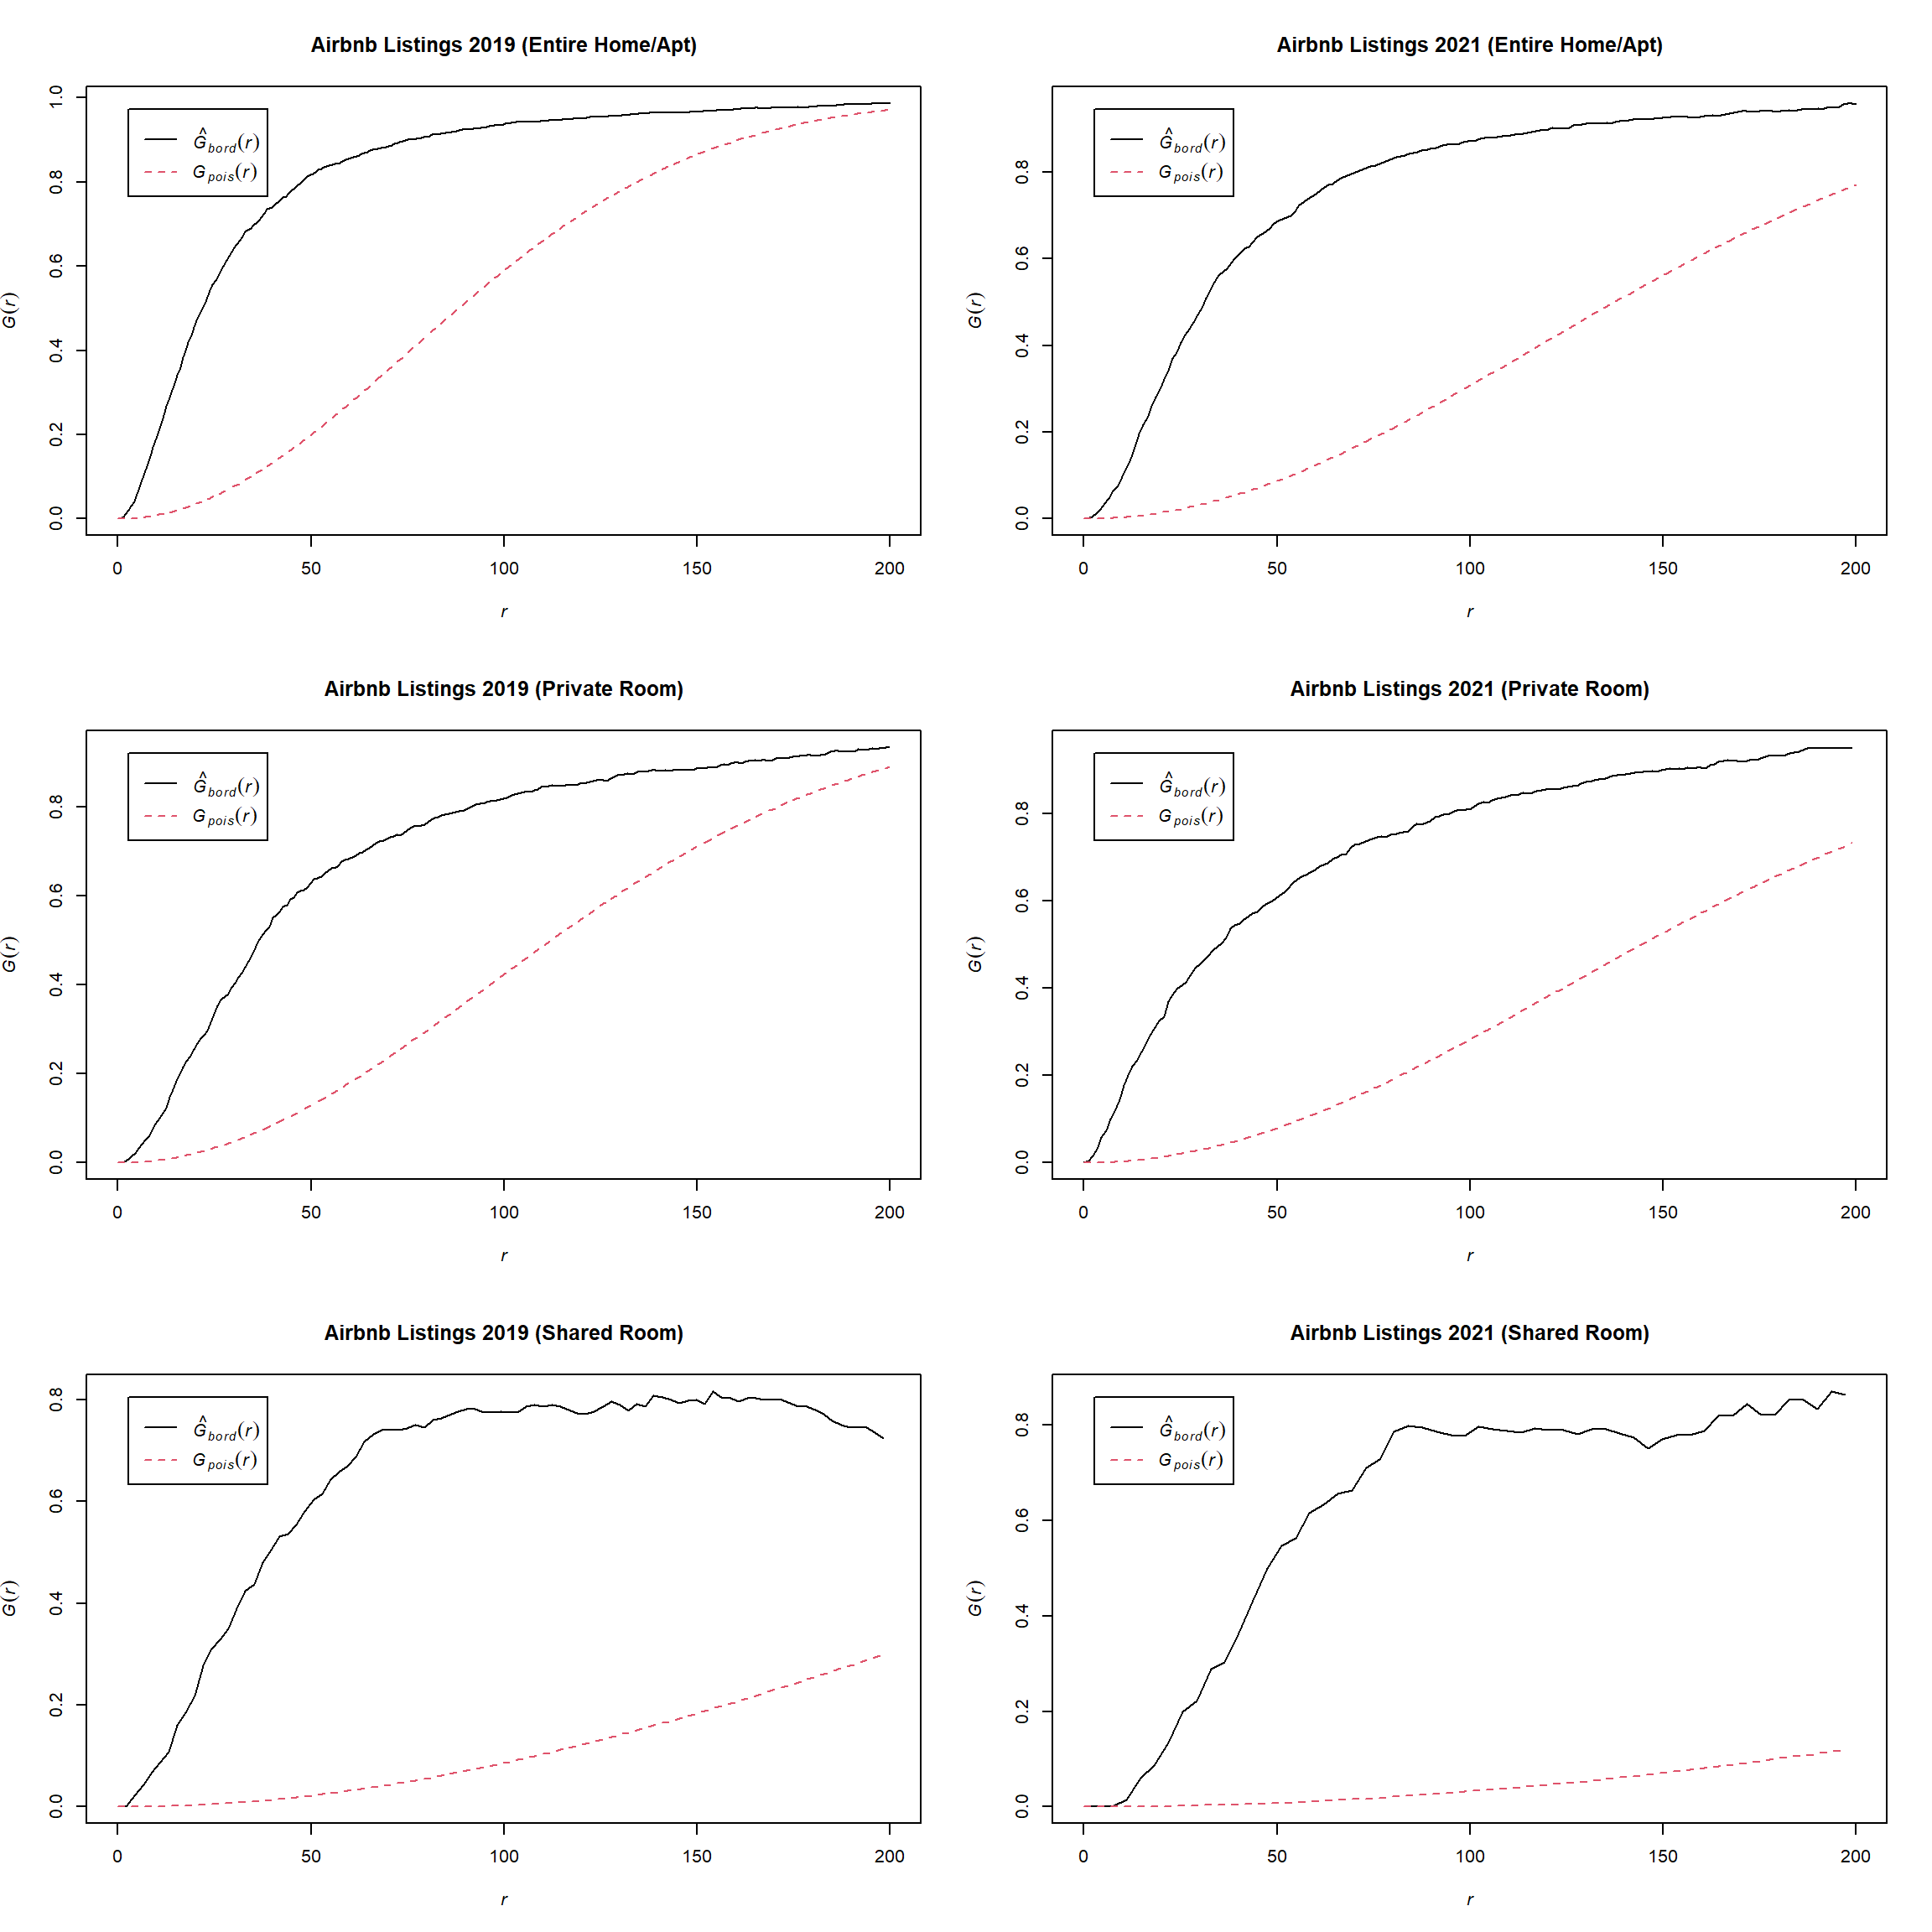 Airbnb Listings 2019 (Entire Home/Apt)
1.0
0.8
0.6
0.4
0.2
0.0
G(r)
Ĝbord(r)
Gpois(r)
0 50 100 150 200
r
Airbnb Listings 2021 (Entire Home/Apt)
0.8
0.6
0.4
0.2
0.0
G(r)
Ĝbord(r)
Gpois(r)
0 50 100 150 200
r
Airbnb Listings 2019 (Private Room)
0.8
0.6
0.4
0.2
0.0
G(r)
Ĝbord(r)
Gpois(r)
0 50 100 150 200
r
Airbnb Listings 2021 (Private Room)
0.8
0.6
0.4
0.2
0.0
G(r)
Ĝbord(r)
Gpois(r)
0 50 100 150 200
r
Airbnb Listings 2019 (Shared Room)
0.8
0.6
0.4
0.2
0.0
G(r)
Ĝbord(r)
Gpois(r)
0 50 100 150 200
r
Airbnb Listings 2021 (Shared Room)
0.8
0.6
0.4
0.2
0.0
G(r)
Ĝbord(r)
Gpois(r)
0 50 100 150 200
r